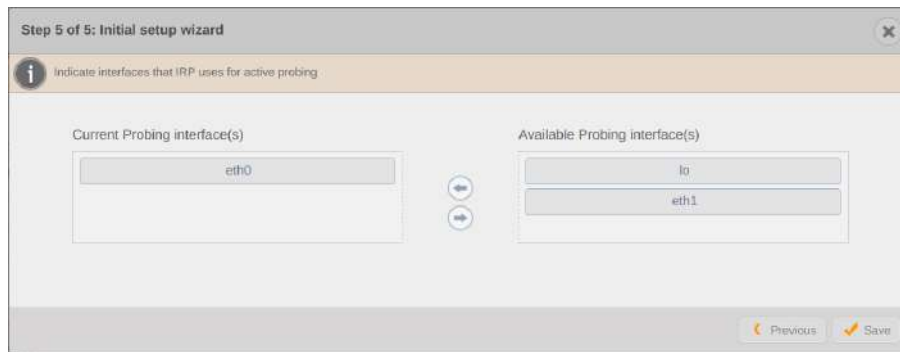 Step 5 of 5: Initial setup wizard
Indicate interfaces that IRP uses for active probing
Current Probing interface(s)
Available Probing interface(s)
eth0
lo
eth1
Previous
Save